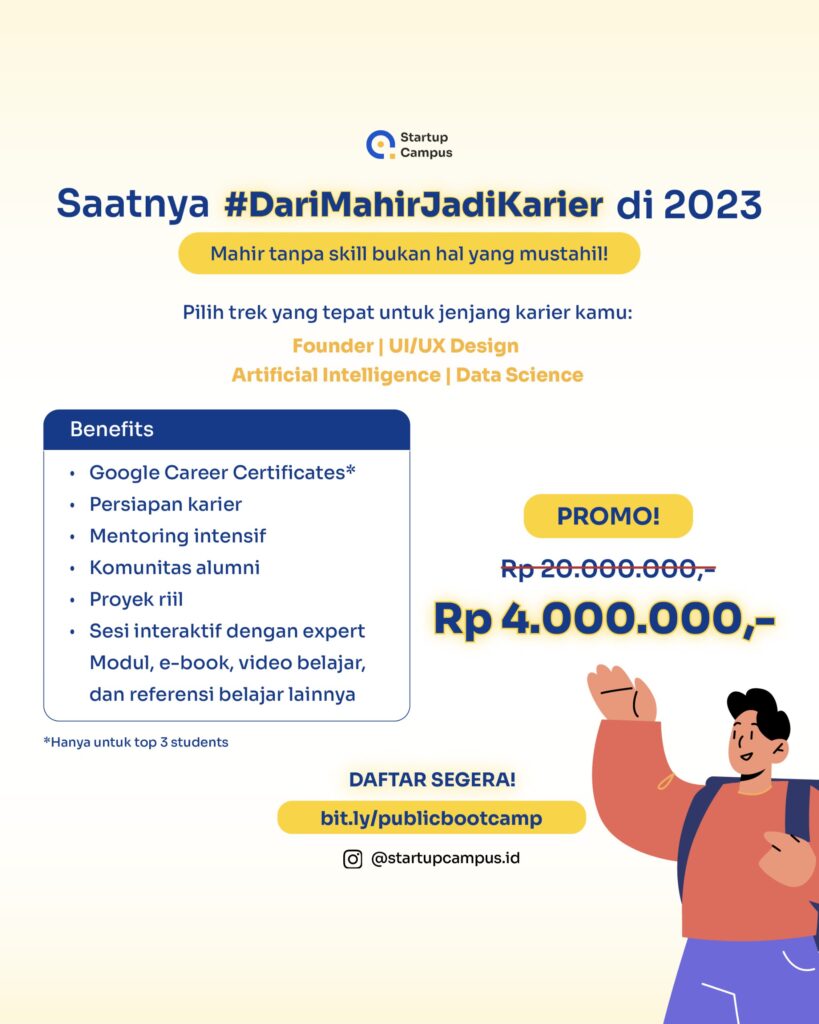 Startup
Campus
Saatnya #DariMahirJadiKarier di 2023
Mahir tanpa skill bukan hal yang mustahil!
Pilih trek yang tepat untuk jenjang karier kamu:
Founder | UI/UX Design
Artificial Intelligence | Data Science
Benefits
• Google Career Certificates*
• Persiapan karier
• Mentoring intensif
• Komunitas alumni
• Proyek riil
• Sesi interaktif dengan expert
Modul, e-book, video belajar,
dan referensi belajar lainnya
*Hanya untuk top 3 students
PROMO!
Rp 20.000.000,-
Rp 4.000.000,-
DAFTAR SEGERA!
bit.ly/publicbootcamp
@startupcampus.id